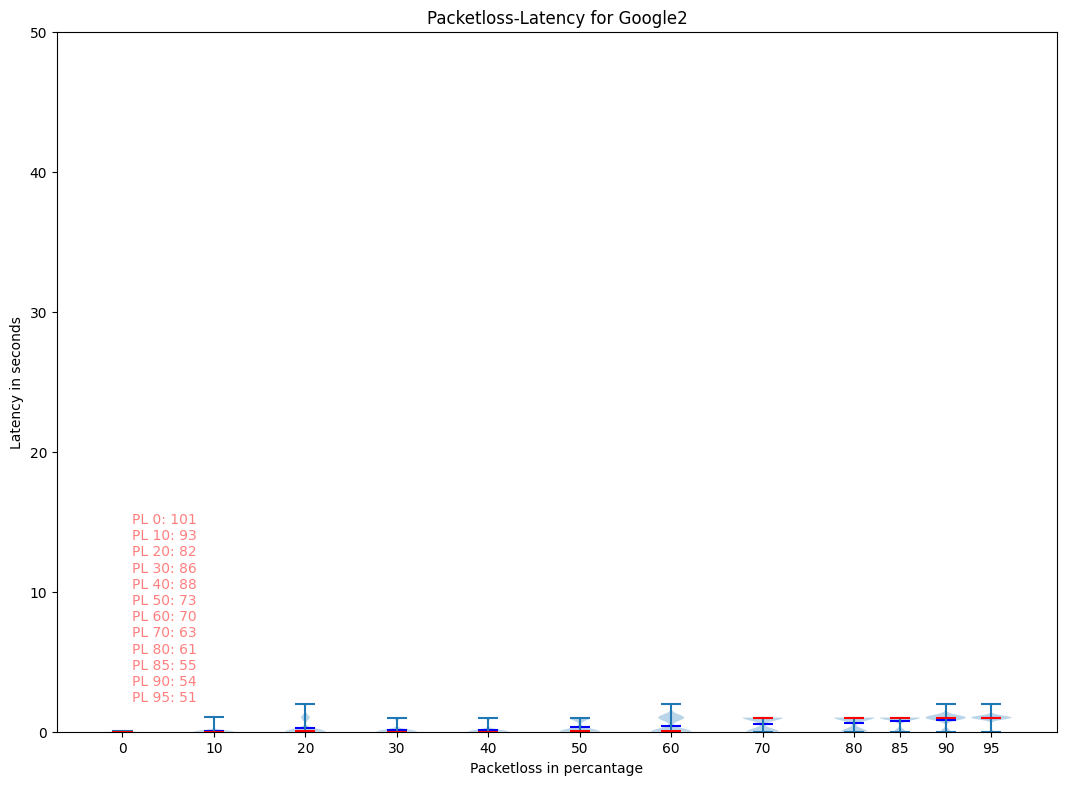 Packetloss-Latency for Google2
50
40
30
20
10
0
Latency in seconds
PL 0: 101
PL 10: 93
PL 20: 82
PL 30: 86
PL 40: 88
PL 50: 73
PL 60: 70
PL 70: 63
PL 80: 61
PL 85: 55
PL 90: 54
PL 95: 51
0 10 20 30 40 50 60 70 80 85 90 95
Packetloss in percantage